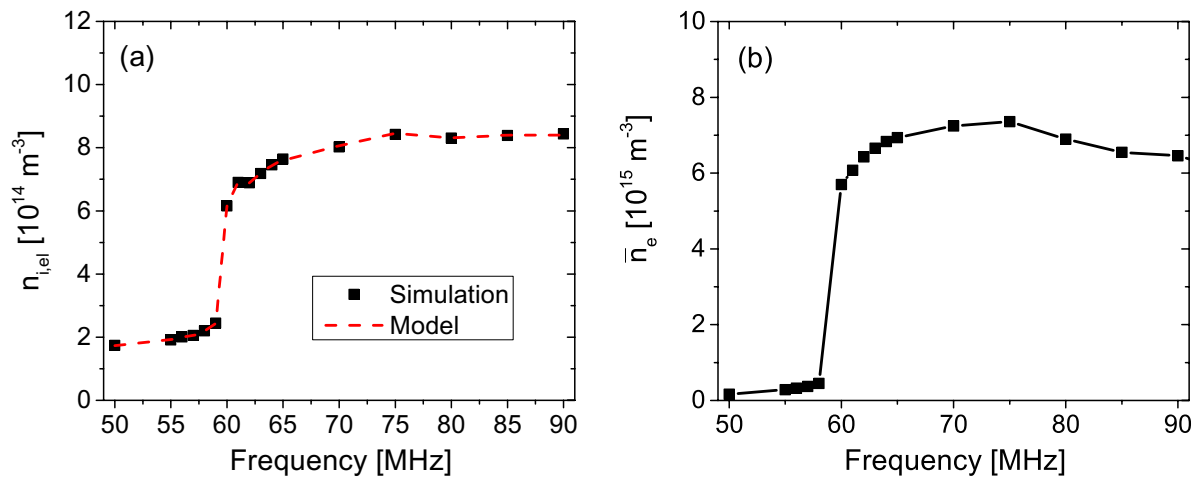 (a)
12
10
8
6
4
2
0
n_i,el [10^14 m^-3]
50 55 60 65 70 75 80 85 90
Frequency [MHz]
Simulation
Model
(b)
10
8
6
4
2
0
n̅_e [10^15 m^-3]
50 60 70 80 90
Frequency [MHz]